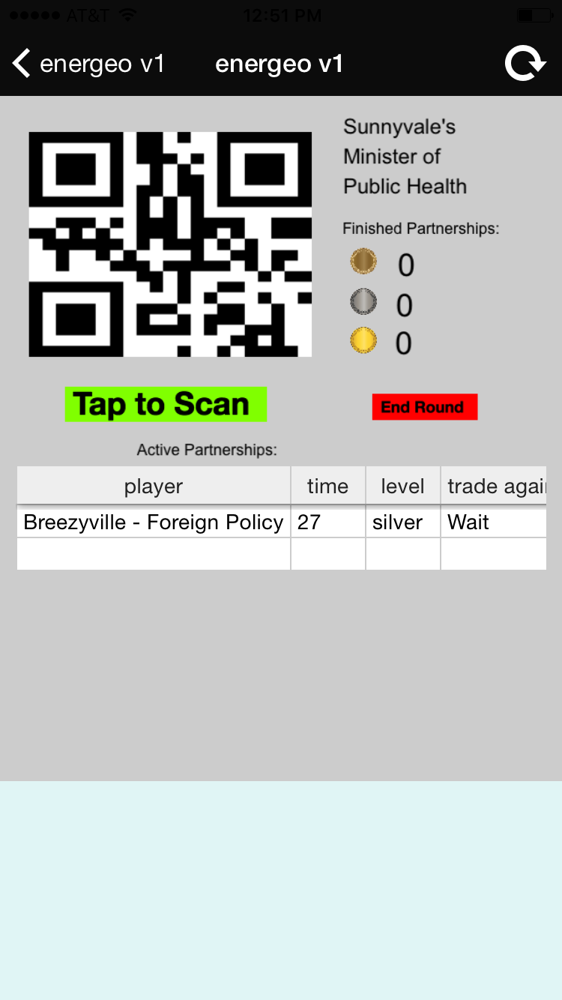 AT&T 12:51 PM
energeo v1 energeo v1
Sunnyvale's
Minister of
Public Health
Finished Partnerships:
0
0
0
Tap to Scan
End Round
Active Partnerships:
player time level trade agai
Breezyville - Foreign Policy 27 silver Wait